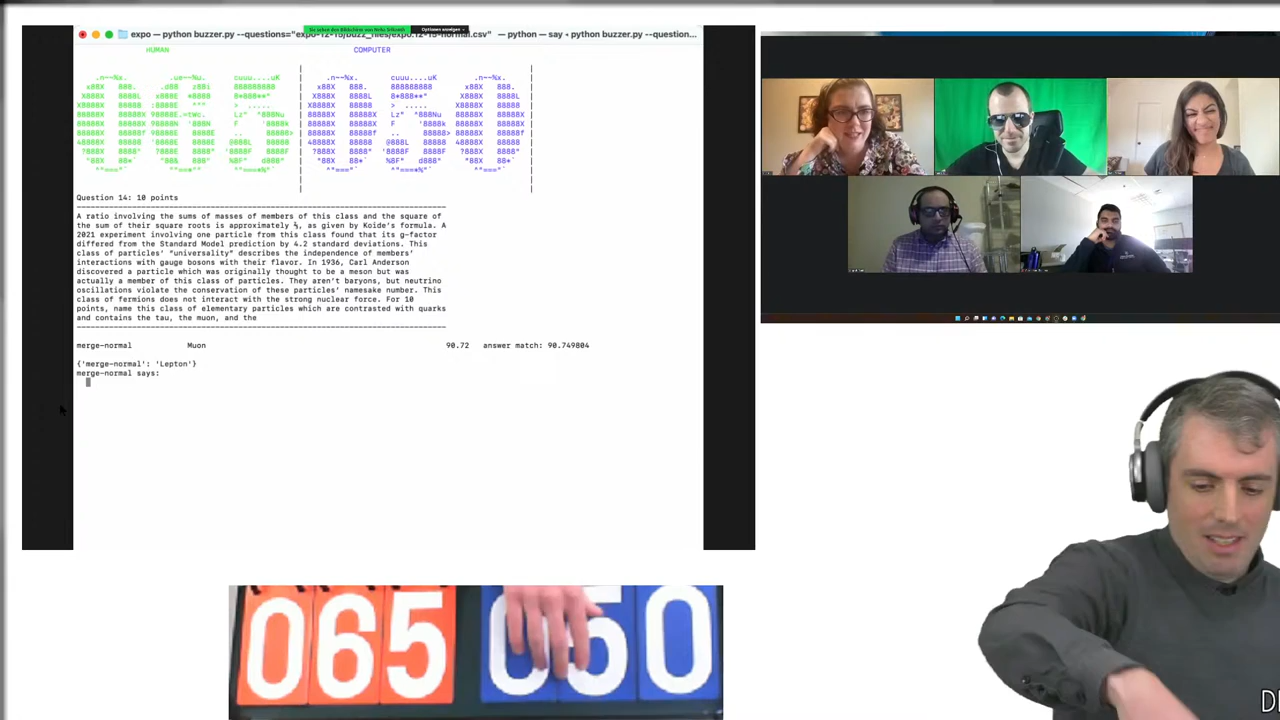 expo — python buzzer.py --questions="expo-12-15/buzz_files/expo.12-15-normal.csv" — python — say ◂ python buzzer.py --question...
HUMAN
COMPUTER
Question 14: 10 points
A ratio involving the sums of masses of members of this class and the square of
the sum of their square roots is approximately ⅔, as given by Koide's formula. A
2021 experiment involving one particle from this class found that its g-factor
differed from the Standard Model prediction by 4.2 standard deviations. This
class of particles' "universality" describes the independence of members'
interactions with gauge bosons with their flavor. In 1936, Carl Anderson
discovered a particle which was originally thought to be a meson but was
actually a member of this class of particles. They aren't baryons, but neutrino
oscillations violate the conservation of these particles' namesake number. This
class of fermions does not interact with the strong nuclear force. For 10
points, name this class of elementary particles which are contrasted with quarks
and contains the tau, the muon, and the
merge-normal Muon 90.72 answer match: 90.749804
{'merge-normal': 'Lepton'}
merge-normal says:
065 050